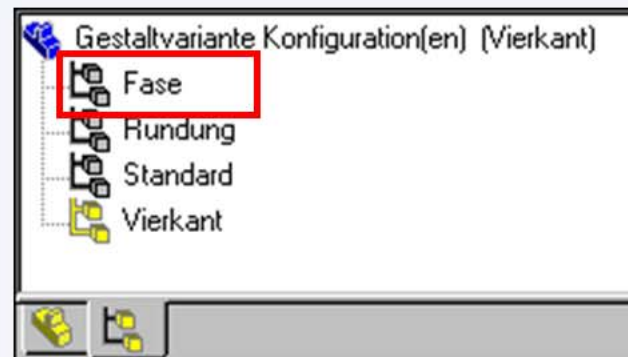 Gestaltvariante Konfiguration(en) (Vierkant)
Fase
Rundung
Standard
Vierkant